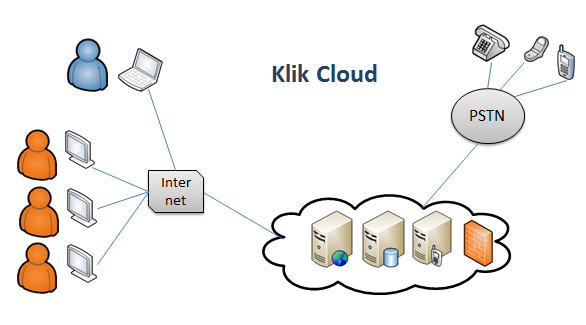 Klik Cloud
PSTN
Inter
net